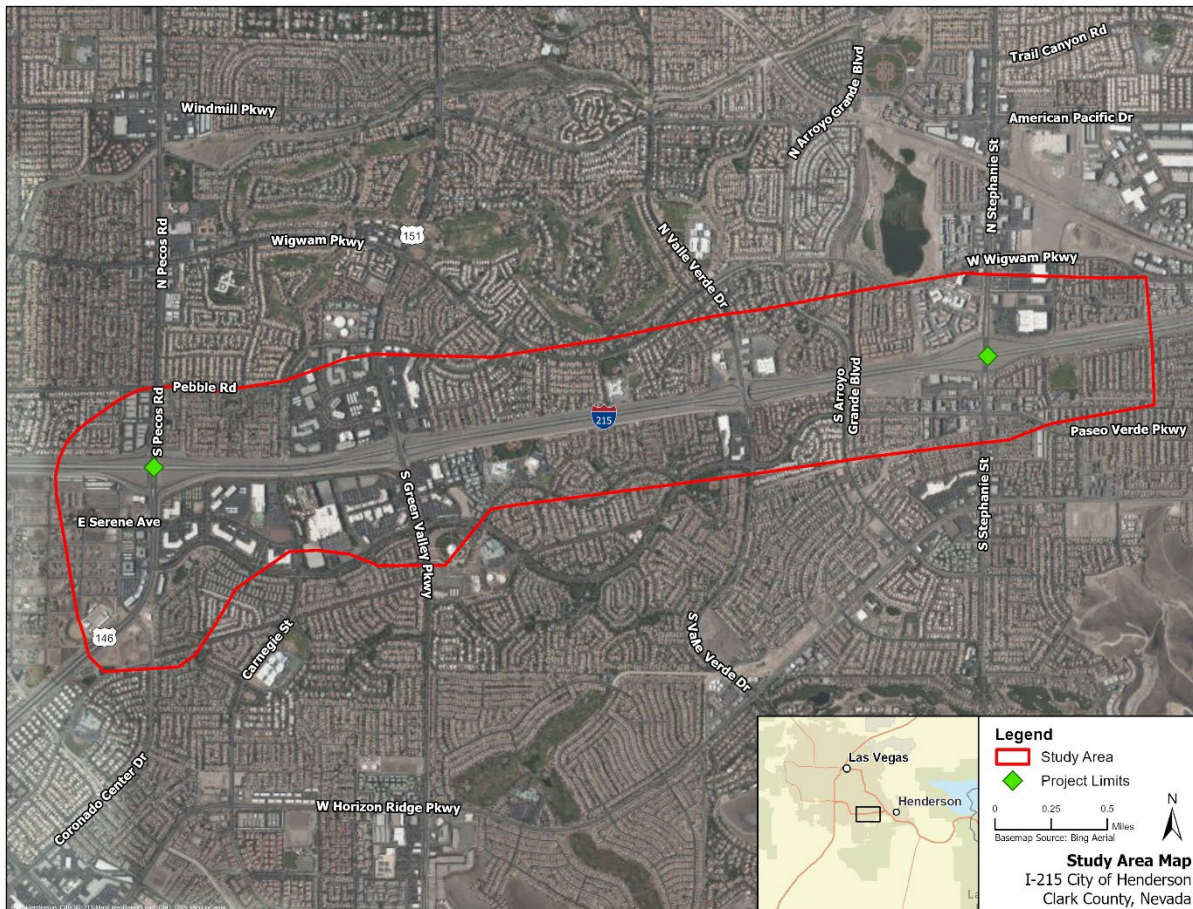 Trail Canyon Rd
Windmill Pkwy
N Arroyo Grande Blvd
American Pacific Dr
N Stephanie St
N Pecos Rd
Wigwam Pkwy
151
N Valle Verde Dr
W Wigwam Pkwy
Pebble Rd
S Pecos Rd
215
S Arroyo
Grande Blvd
Paseo Verde Pkwy
E Serene Ave
S Green Valley Pkwy
S Stephanie St
146
Carnegie St
S Valle Verde Dr
Coronado Center Dr
W Horizon Ridge Pkwy
Las Vegas
Henderson
Legend
Study Area
Project Limits
0 0.25 0.5
Miles
Basemap Source: Bing Aerial
N
Study Area Map
I-215 City of Henderson
Clark County, Nevada